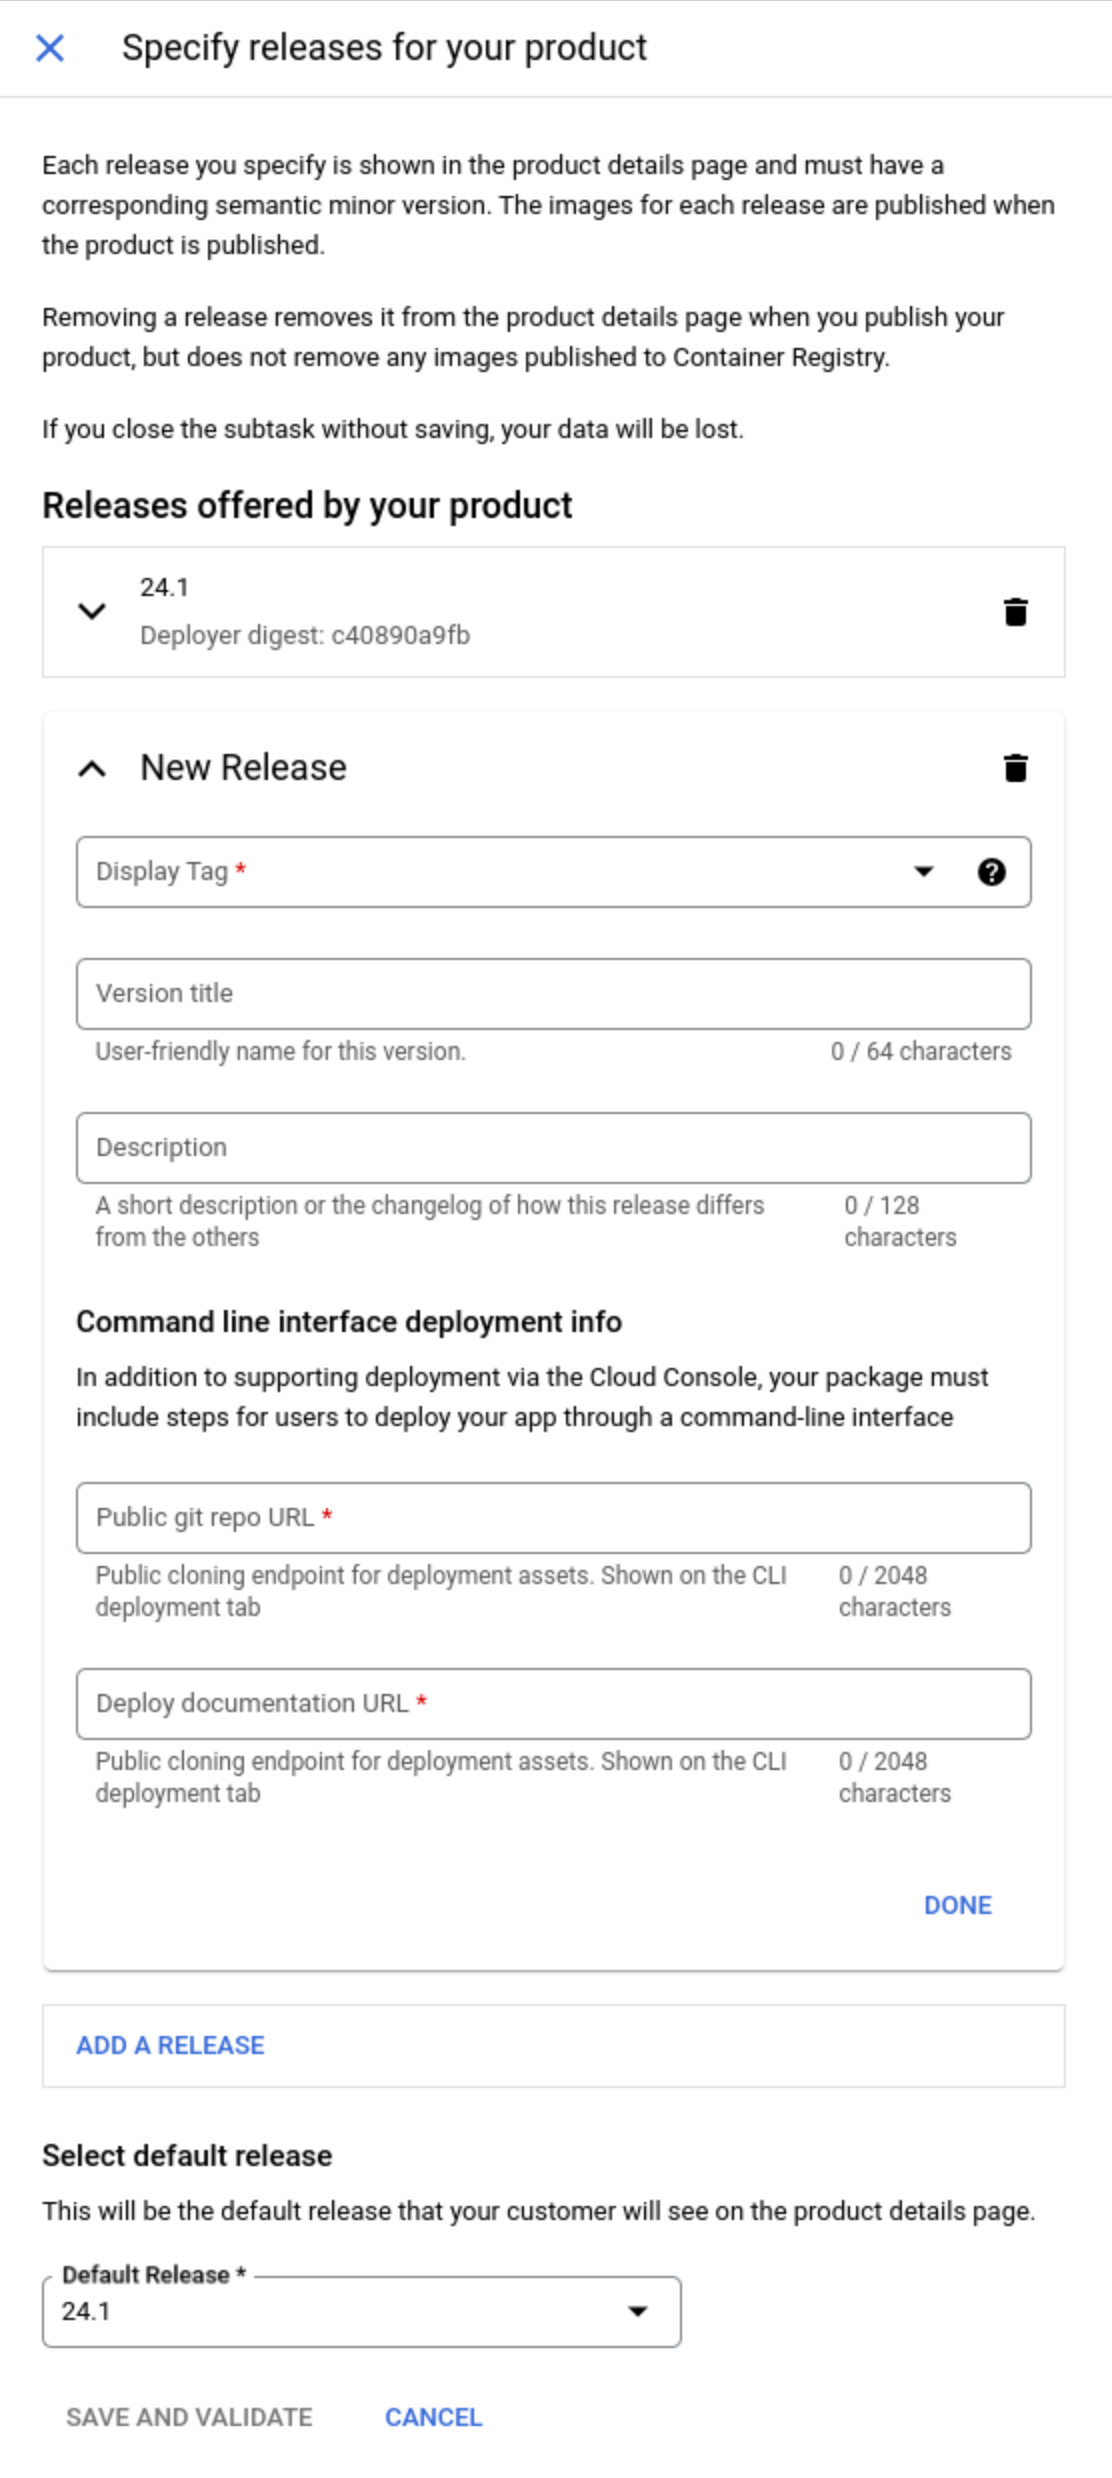 Specify releases for your product
Each release you specify is shown in the product details page and must have a
corresponding semantic minor version. The images for each release are published when
the product is published.
Removing a release removes it from the product details page when you publish your
product, but does not remove any images published to Container Registry.
If you close the subtask without saving, your data will be lost.
Releases offered by your product
24.1
Deployer digest: c40890a9fb
New Release
Display Tag *
Version title
User-friendly name for this version. 0 / 64 characters
Description
A short description or the changelog of how this release differs 0 / 128
from the others characters
Command line interface deployment info
In addition to supporting deployment via the Cloud Console, your package must
include steps for users to deploy your app through a command-line interface
Public git repo URL *
Public cloning endpoint for deployment assets. Shown on the CLI 0 / 2048
deployment tab characters
Deploy documentation URL *
Public cloning endpoint for deployment assets. Shown on the CLI 0 / 2048
deployment tab characters
DONE
ADD A RELEASE
Select default release
This will be the default release that your customer will see on the product details page.
Default Release *
24.1
SAVE AND VALIDATE CANCEL